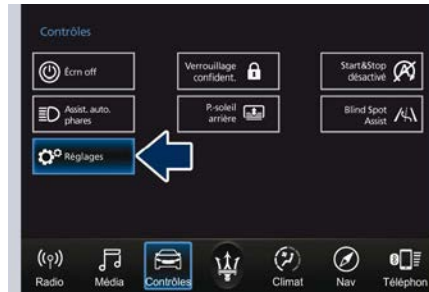 Contrôles
Écrn off
Verrouillage
confident.
Start&Stop
désactivé
Assist. auto.
phares
P.-soleil
arrière
Blind Spot
Assist
Réglages
Radio
Média
Contrôles
Climat
Nav
Téléphon